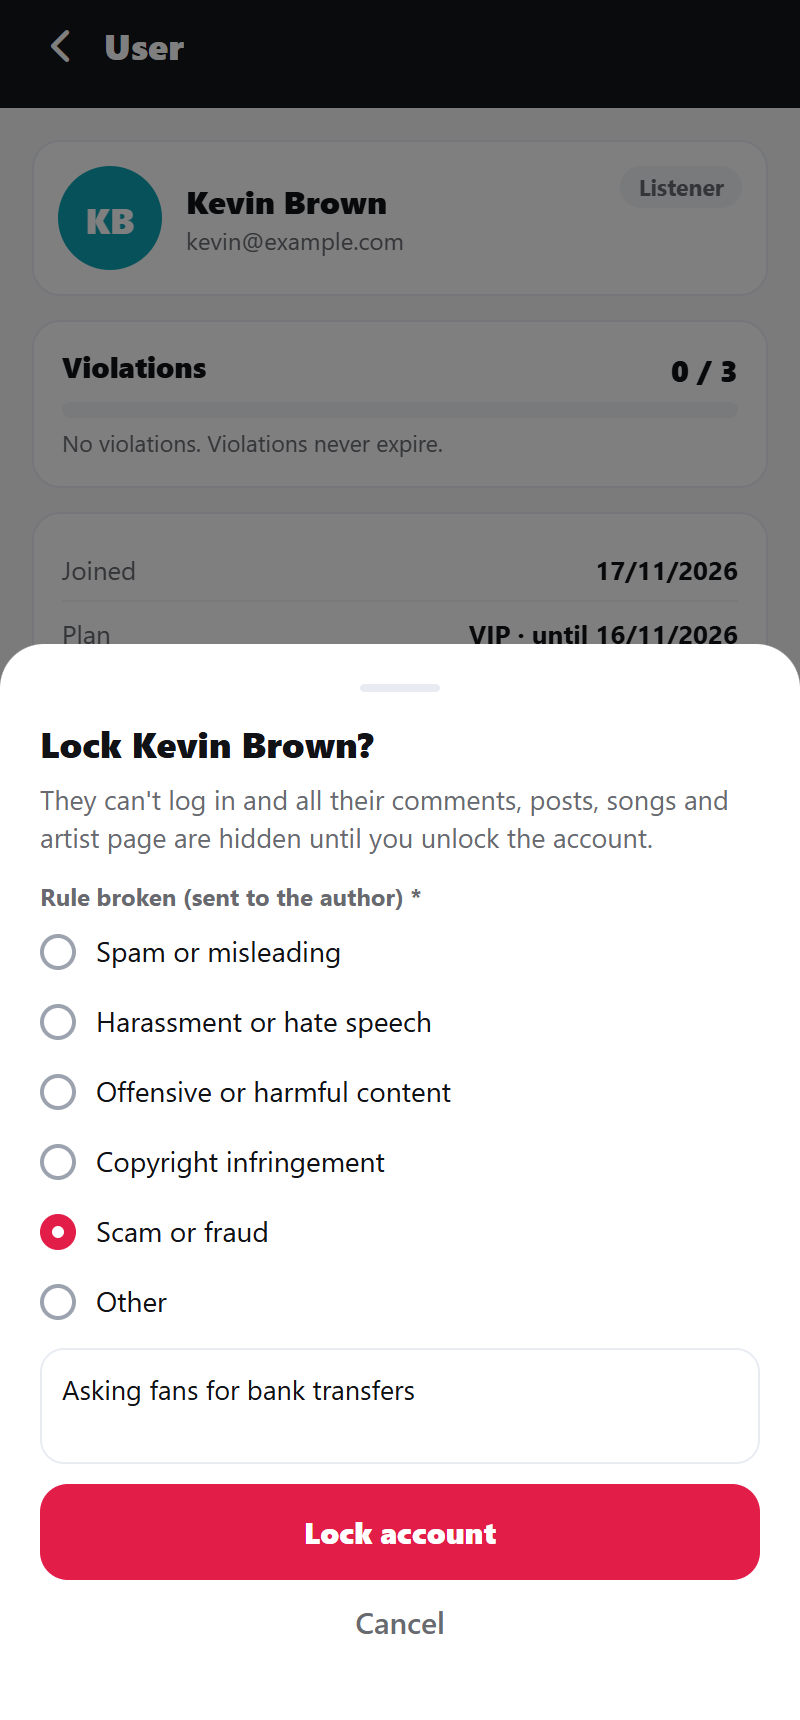 User
KB
Kevin Brown
kevin@example.com
Listener
Violations
0 / 3
No violations. Violations never expire.
Joined
17/11/2026
Plan
VIP · until 16/11/2026
Lock Kevin Brown?
They can't log in and all their comments, posts, songs and
artist page are hidden until you unlock the account.
Rule broken (sent to the author) *
Spam or misleading
Harassment or hate speech
Offensive or harmful content
Copyright infringement
Scam or fraud
Other
Asking fans for bank transfers
Lock account
Cancel